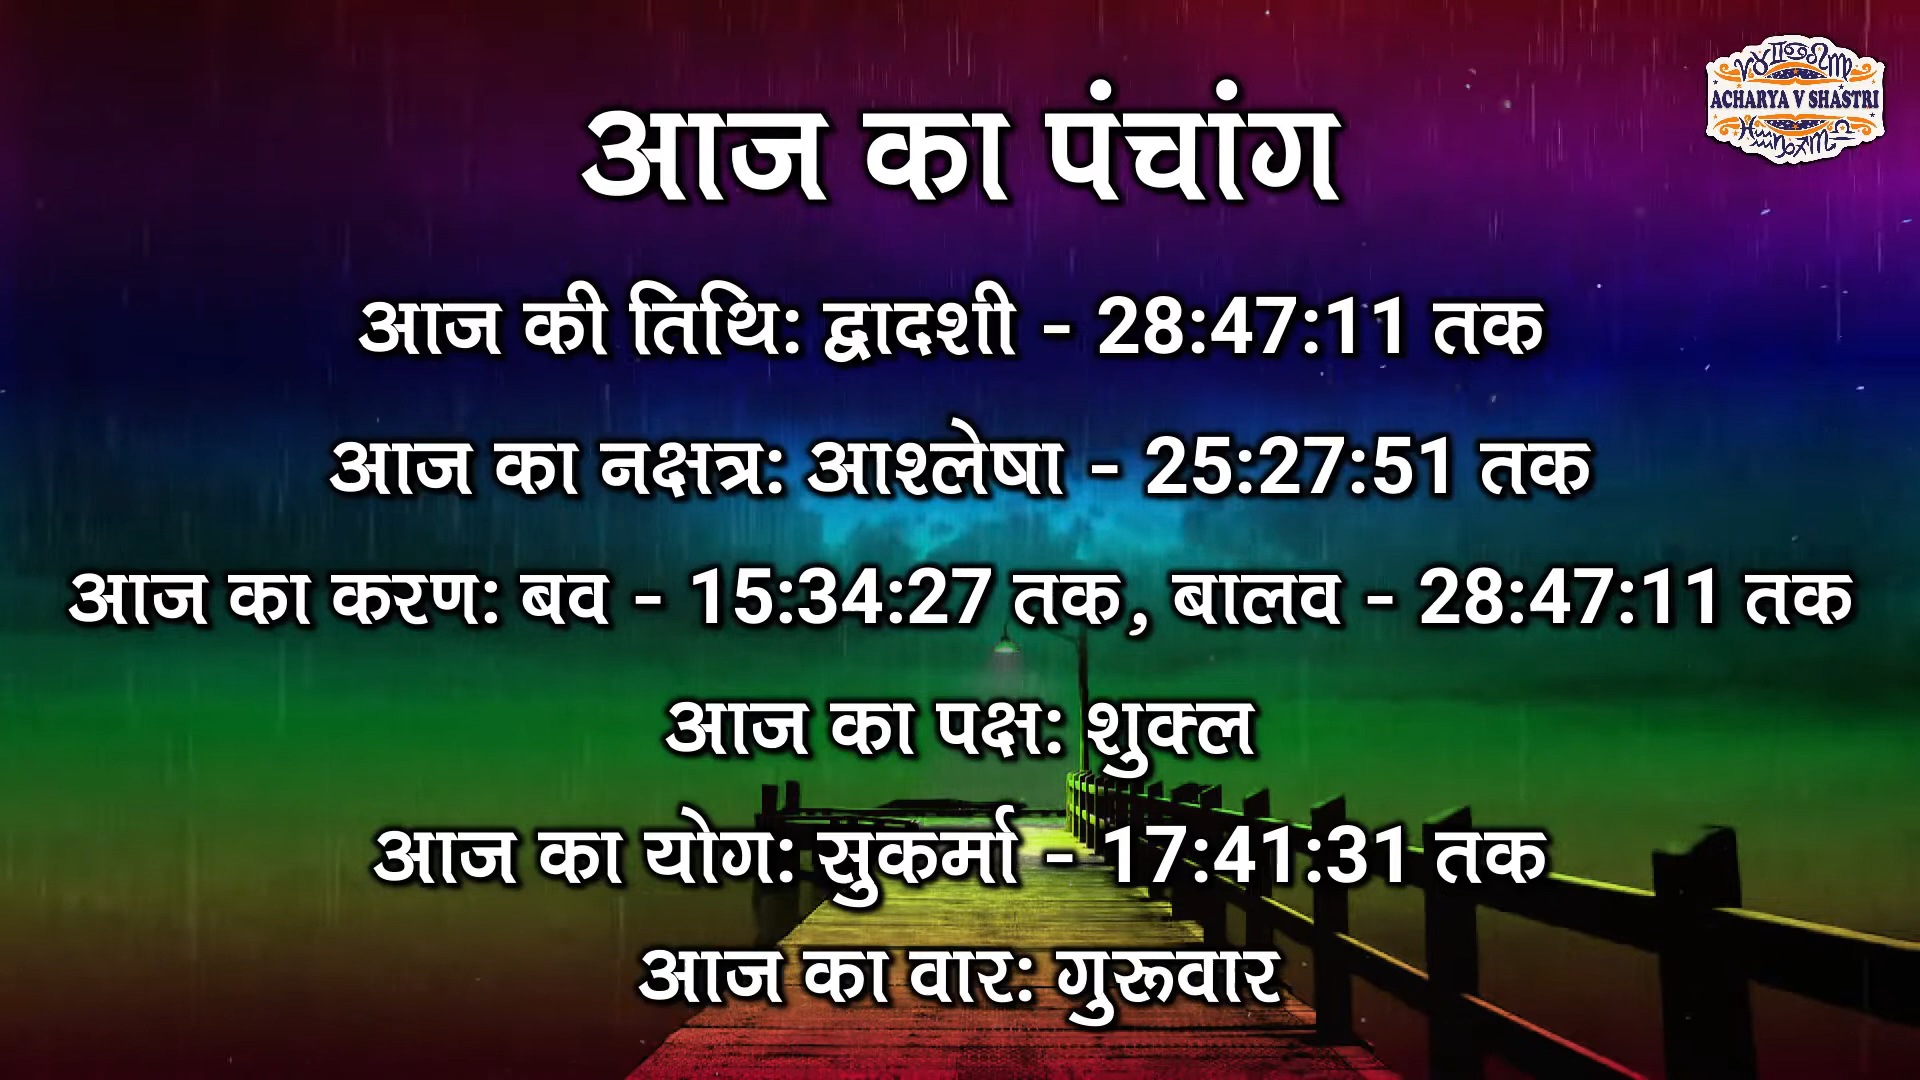 आज का पंचांग
ACHARYA V SHASTRI
आज की तिथि: द्वादशी - 28:47:11 तक
आज का नक्षत्र: आश्लेषा - 25:27:51 तक
आज का करण: बव - 15:34:27 तक, बालव - 28:47:11 तक
आज का पक्ष: शुक्ल
आज का योग: सुकर्मा - 17:41:31 तक
आज का वार: गुरूवार